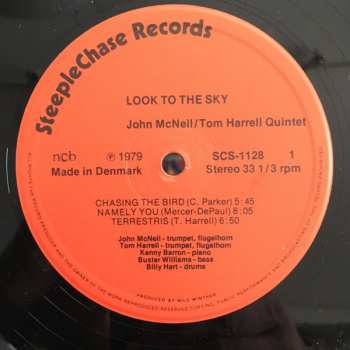 SteepleChase Records
LOOK TO THE SKY
John McNeil/Tom Harrell Quintet
ncb ℗ 1979 SCS-1128 1
Made in Denmark Stereo 33 1/3 rpm
CHASING THE BIRD (C. Parker) 5:45
NAMELY YOU (Mercer-DePaul) 8:05
TERRESTRIS (T. Harrell) 6:50
John McNeil - trumpet, flugelhorn
Tom Harrell - trumpet, flugelhorn
Kenny Barron - piano
Buster Williams - bass
Billy Hart - drums
PRODUCED BY NILS WINTHER